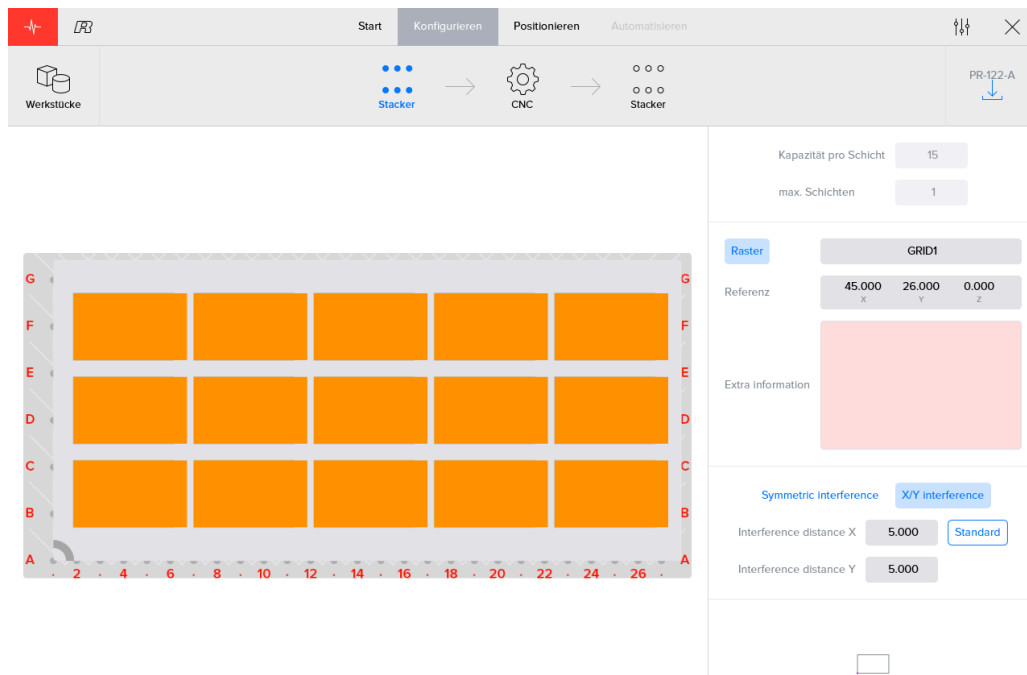 Start Konfigurieren Positionieren Automatisieren
Werkstücke Stacker CNC Stacker PR-122-A
Kapazität pro Schicht 15
max. Schichten 1
Raster GRID1
Referenz 45.000 26.000 0.000
X Y Z
Extra information
Symmetric interference X/Y interference
Interference distance X 5.000 Standard
Interference distance Y 5.000
G G
F F
E E
D D
C C
B B
A A
. 2 . 4 . 6 . 8 . 10 . 12 . 14 . 16 . 18 . 20 . 22 . 24 . 26 .